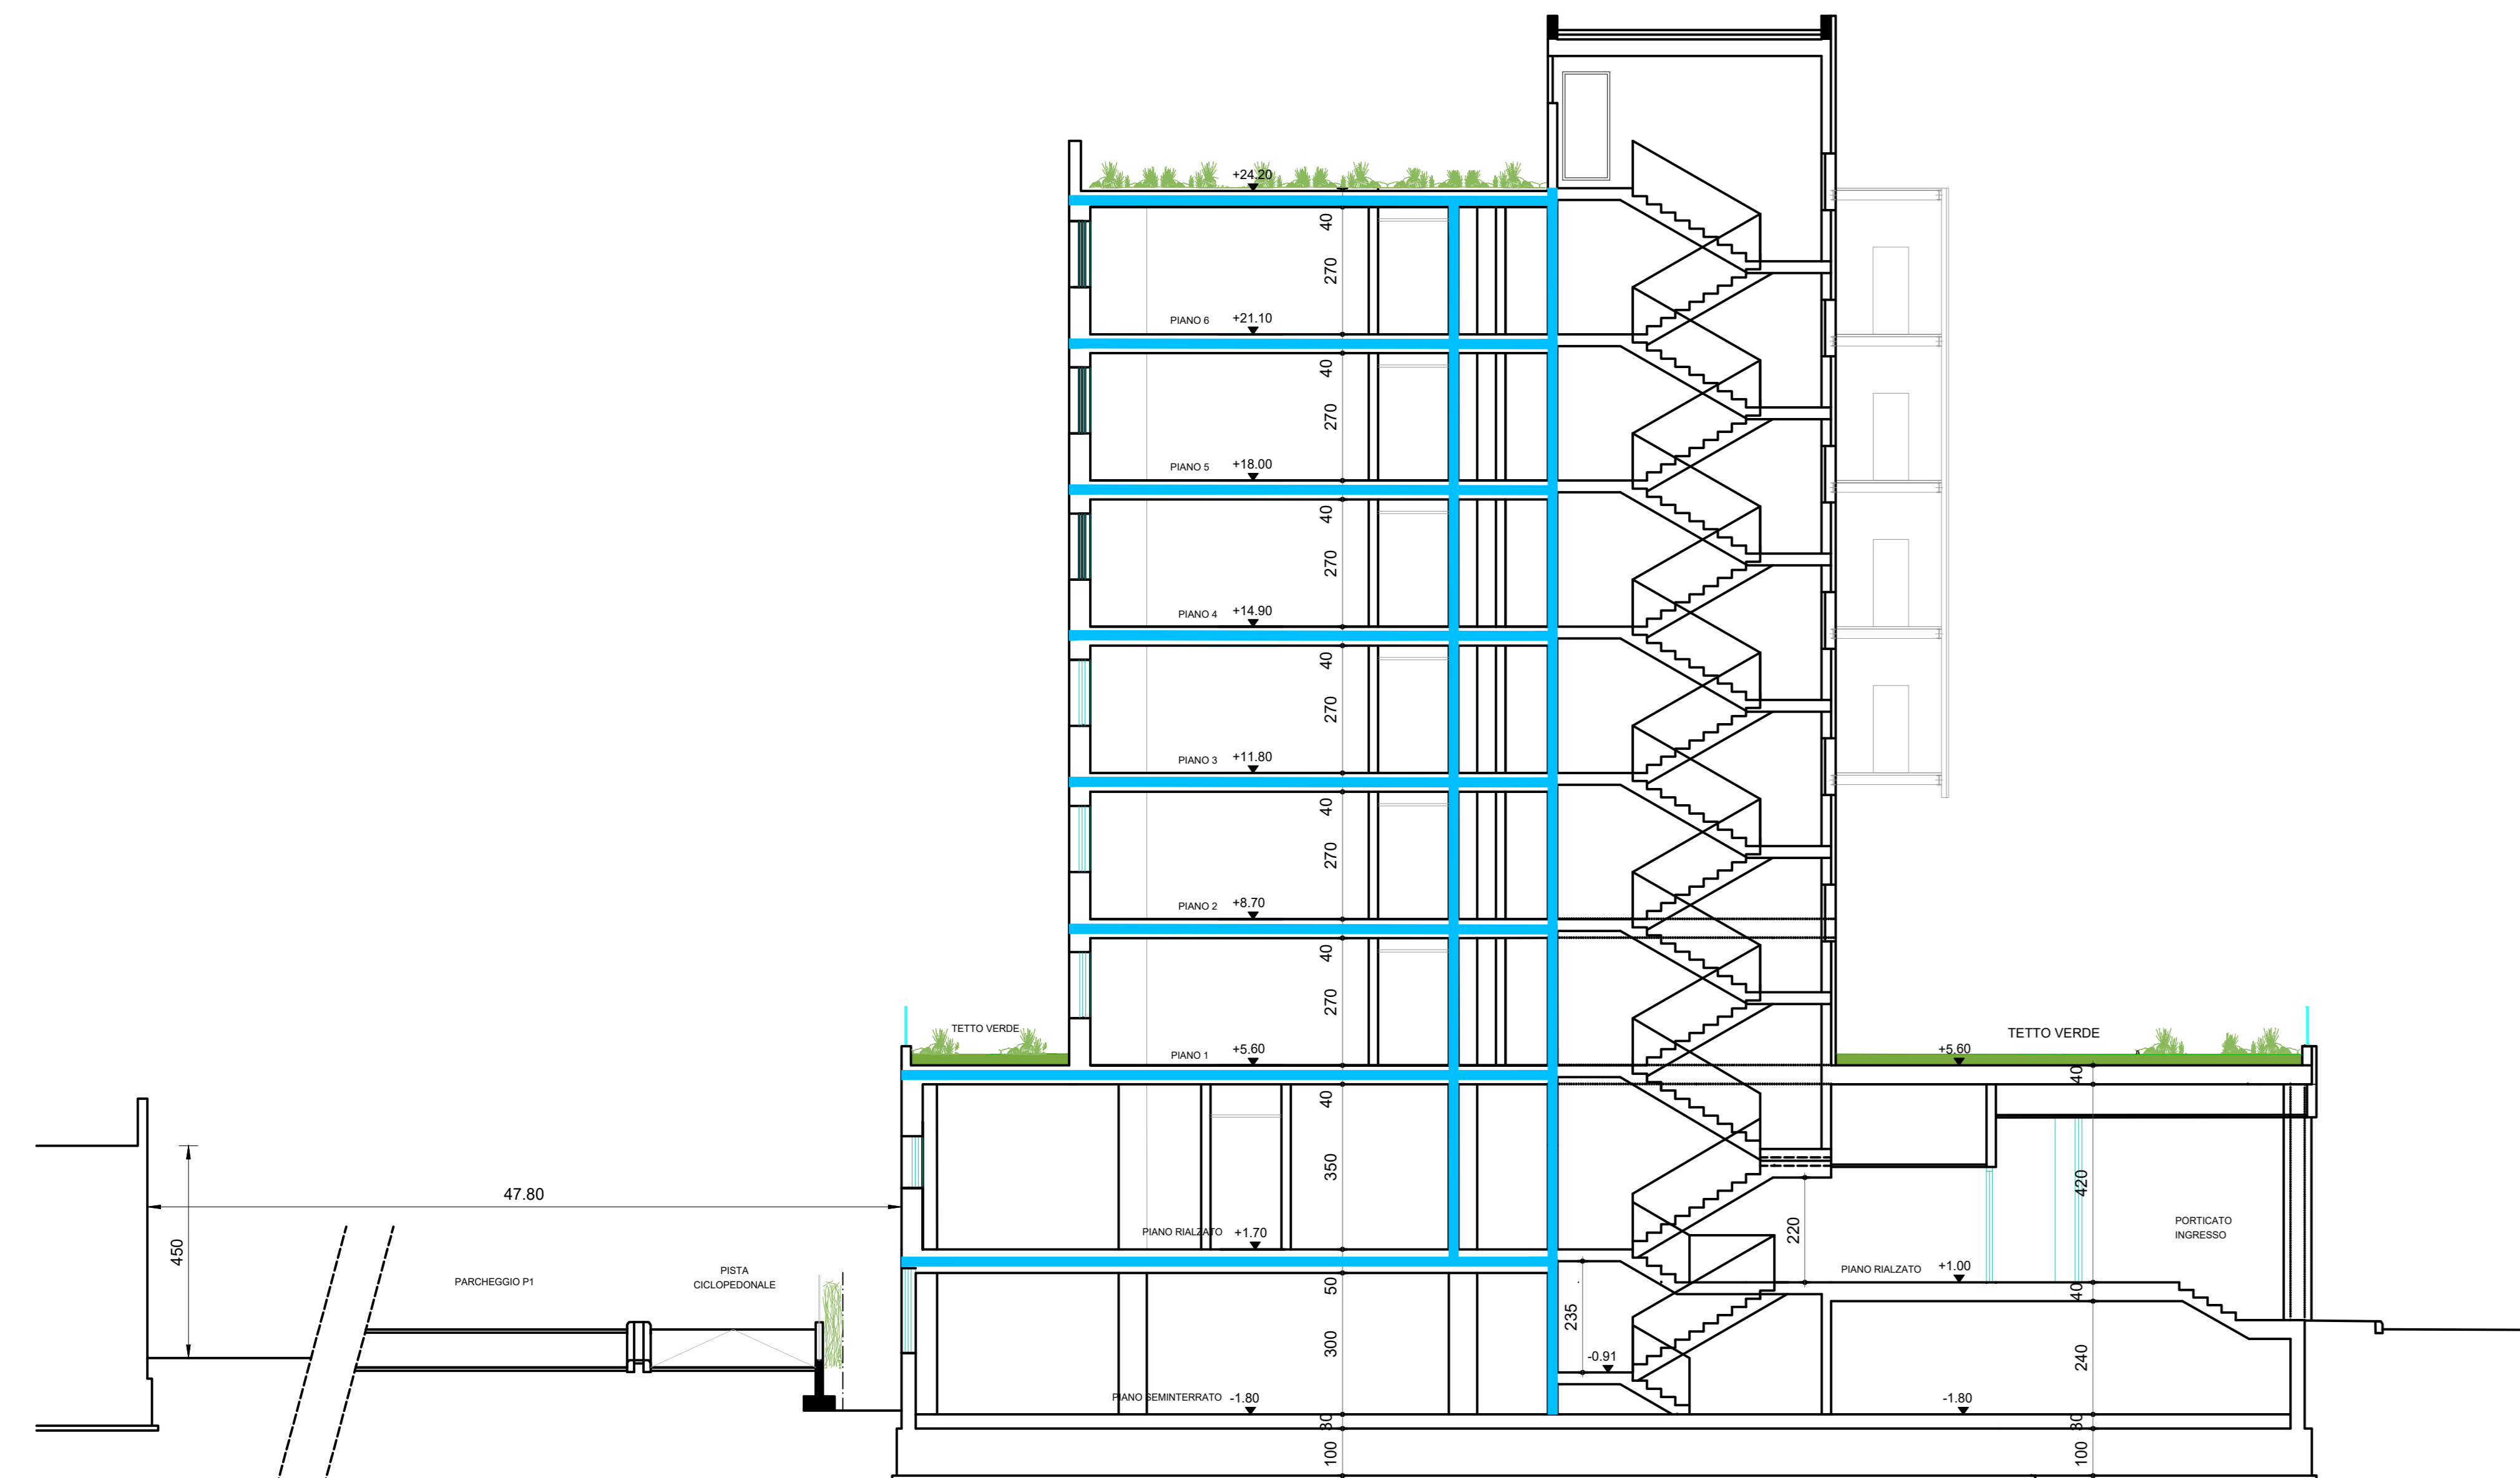 +24.20
40
270
PIANO 6 +21.10
40
270
PIANO 5 +18.00
40
270
PIANO 4 +14.90
40
270
PIANO 3 +11.80
40
270
PIANO 2 +8.70
40
270
TETTO VERDE
PIANO 1 +5.60
TETTO VERDE
+5.60
40
40
350
420
47.80
450
PIANO RIALZATO +1.70
220
PORTICATO
INGRESSO
PARCHEGGIO P1
PISTA
CICLOPEDONALE
PIANO RIALZATO +1.00
50
40
235
300
240
-0.91
PIANO SEMINTERRATO -1.80
-1.80
30
30
100
100